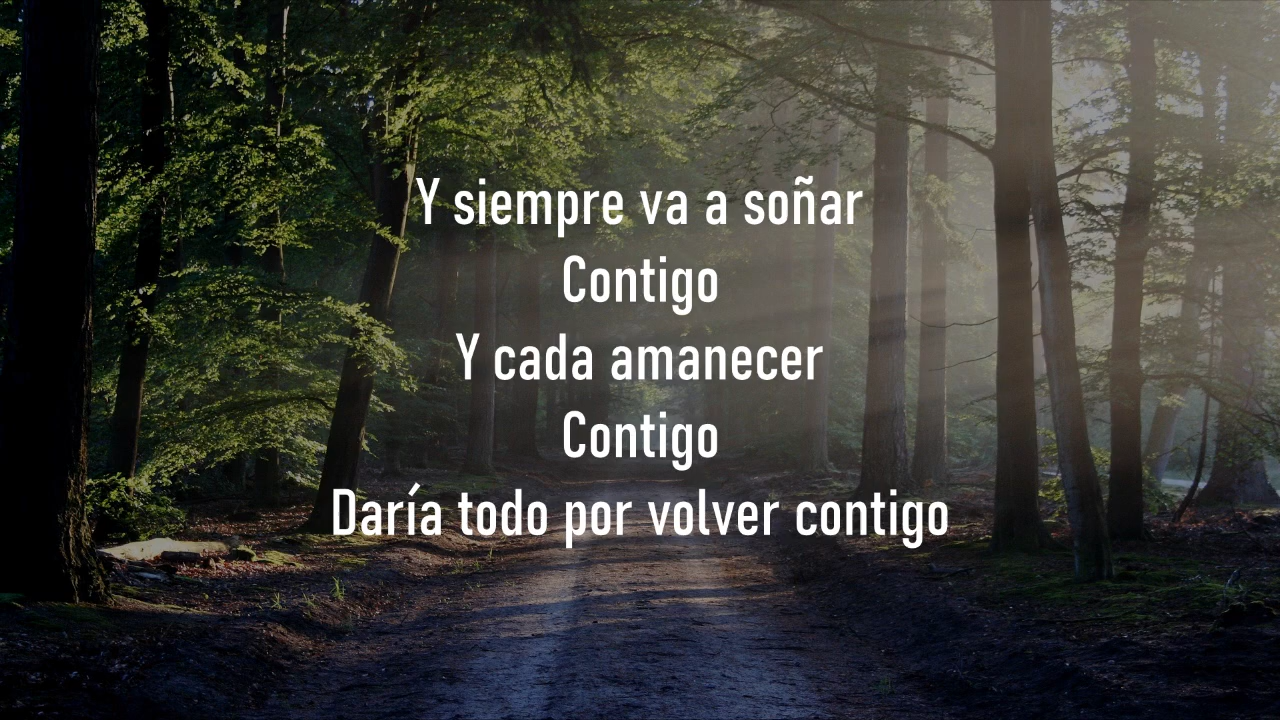 Y siempre va a soñar
Contigo
Y cada amanecer
Contigo
Daría todo por volver contigo